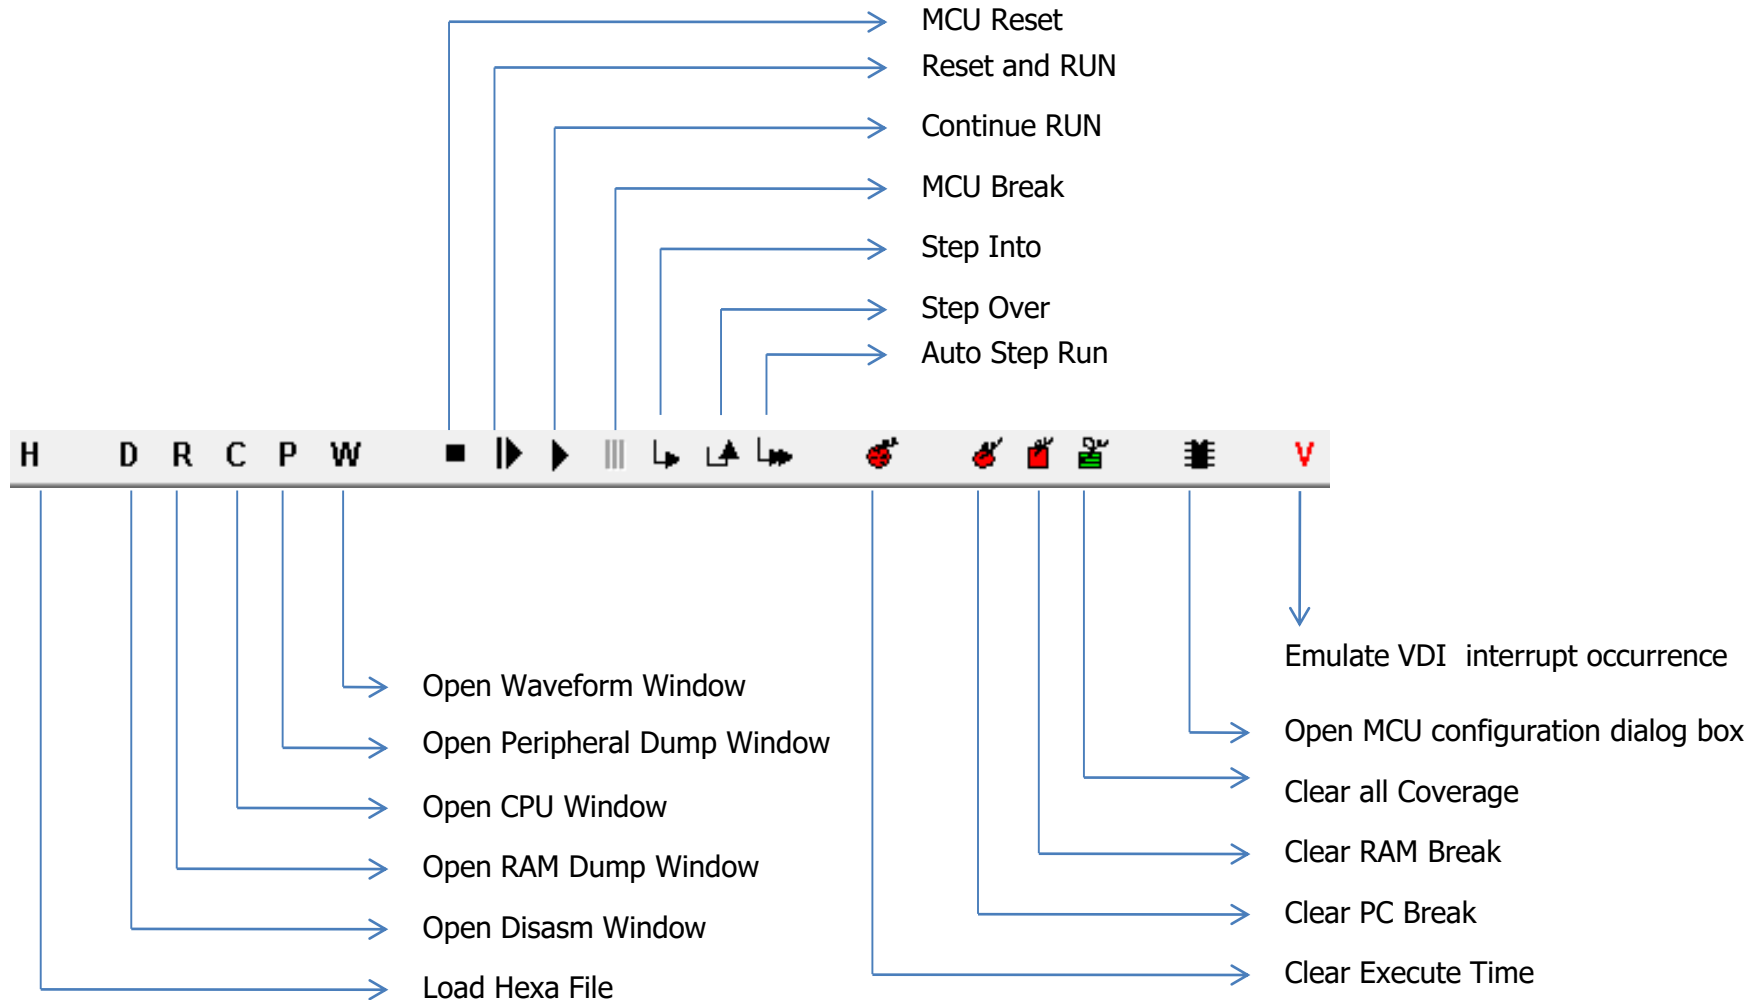 MCU Reset
Reset and RUN
Continue RUN
MCU Break
Step Into
Step Over
Auto Step Run
H D R C P W V
Emulate VDI  interrupt occurrence
Open Waveform Window
Open MCU configuration dialog box
Open Peripheral Dump Window
Clear all Coverage
Open CPU Window
Clear RAM Break
Open RAM Dump Window
Clear PC Break
Open Disasm Window
Clear Execute Time
Load Hexa File